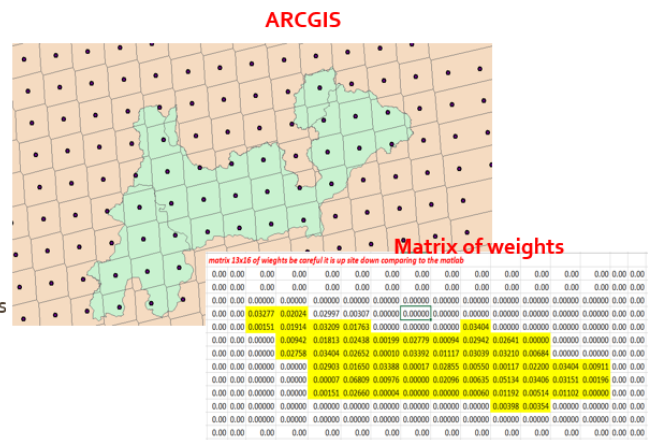 ARCGIS
Matrix of weights
matrix 13x16 of wieghts be careful it is up site down comparing to the matlab
0.00 0.00 0.00 0.00 0.00 0.00 0.00 0.00 0.00 0.00 0.00 0.00 0.00 0.00 0.00 0.00
0.00 0.00 0.00 0.00 0.00 0.00 0.00 0.00 0.00 0.00 0.00 0.00 0.00 0.00 0.00 0.00
0.00 0.00 0.00000 0.00000 0.00000 0.00000 0.00000 0.00000 0.00000 0.00000 0.00000 0.00000 0.00000 0.00000 0.00 0.00
s 0.00 0.00 0.03277 0.02024 0.02997 0.00307 0.00000 0.00000 0.00000 0.00000 0.00000 0.00000 0.00000 0.00000 0.00 0.00
0.00 0.00 0.00151 0.01914 0.03209 0.01763 0.00000 0.00000 0.00000 0.03404 0.00000 0.00000 0.00000 0.00000 0.00 0.00
0.00 0.00 0.00000 0.00942 0.01813 0.02438 0.00199 0.02779 0.00094 0.02942 0.02641 0.00000 0.00000 0.00000 0.00 0.00
0.00 0.00 0.00000 0.02758 0.03404 0.02652 0.00010 0.03392 0.01117 0.03039 0.03210 0.00684 0.00000 0.00000 0.00 0.00
0.00 0.00 0.00000 0.00000 0.02903 0.01650 0.03388 0.00017 0.02855 0.00550 0.00117 0.02200 0.03404 0.00911 0.00 0.00
0.00 0.00 0.00000 0.00000 0.00007 0.06809 0.00976 0.00000 0.02096 0.00635 0.05134 0.03406 0.03151 0.00196 0.00 0.00
0.00 0.00 0.00000 0.00000 0.00151 0.02660 0.00004 0.00000 0.00000 0.00060 0.01192 0.00514 0.01102 0.00000 0.00 0.00
0.00 0.00 0.00000 0.00000 0.00000 0.00000 0.00000 0.00000 0.00000 0.00000 0.00398 0.00354 0.00000 0.00000 0.00 0.00
0.00 0.00 0.00000 0.00000 0.00000 0.00000 0.00000 0.00000 0.00000 0.00000 0.00000 0.00000 0.00000 0.00000 0.00 0.00
0.00 0.00 0.00 0.00 0.00 0.00 0.00 0.00 0.00 0.00 0.00 0.00 0.00 0.00 0.00 0.00